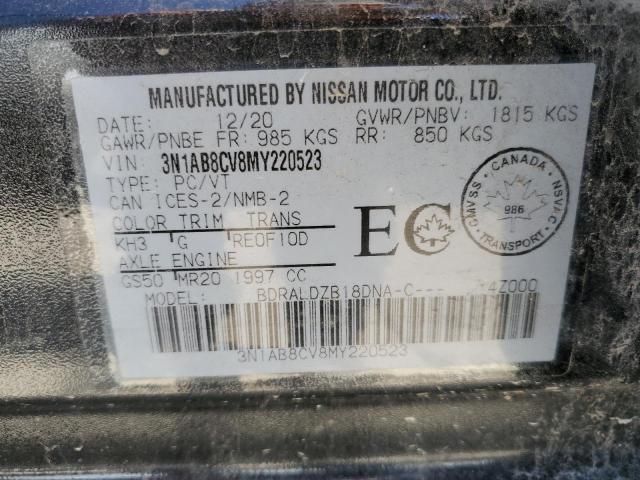 MANUFACTURED BY NISSAN MOTOR CO., LTD.
DATE: 12/20 GVWR/PNBV: 1815 KGS
GAWR/PNBE FR: 985 KGS RR: 850 KGS
VIN: 3N1AB8CV8MY220523
TYPE: PC/VT
CAN ICES-2/NMB-2
COLOR TRIM TRANS
KH3 G RE0F10D
AXLE ENGINE
GS50 MR20 1997 CC
MODEL: BDRALDZB18DNA-C--- 4Z000
3N1AB8CV8MY220523
EC
CANADA
CMVSS NSVAC
986
TRANSPORT